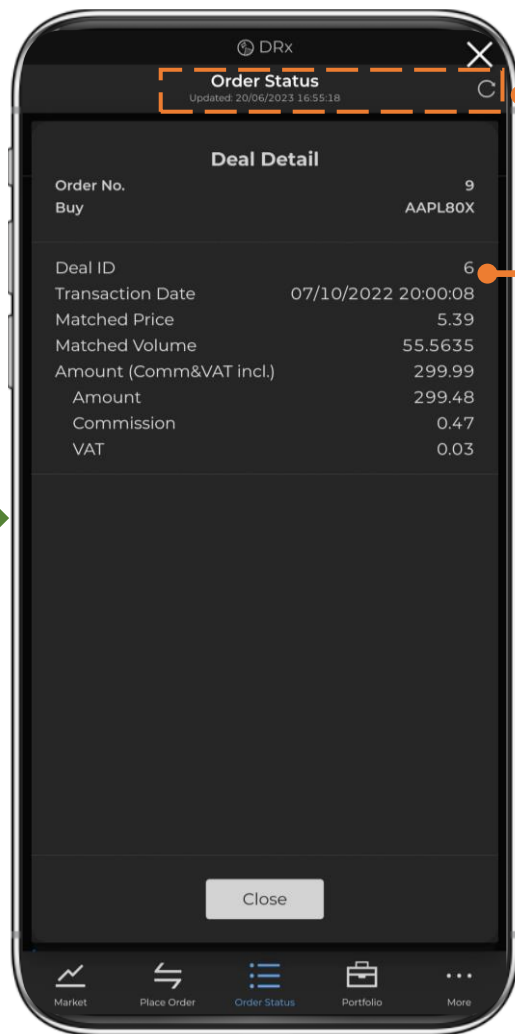 DRx
Order Status
Updated: 20/06/2023 16:55:18
Deal Detail
Order No. 9
Buy AAPL80X
Deal ID 6
Transaction Date 07/10/2022 20:00:08
Matched Price 5.39
Matched Volume 55.5635
Amount (Comm&VAT incl.) 299.99
Amount 299.48
Commission 0.47
VAT 0.03
Close
Market Place Order Order Status Portfolio More